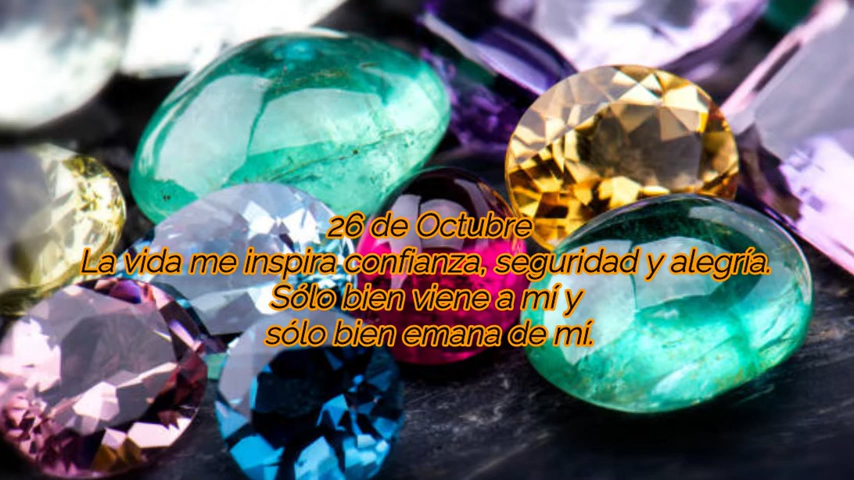 26 de Octubre
La vida me inspira confianza, seguridad y alegría.
Sólo bien viene a mí y
sólo bien emana de mí.